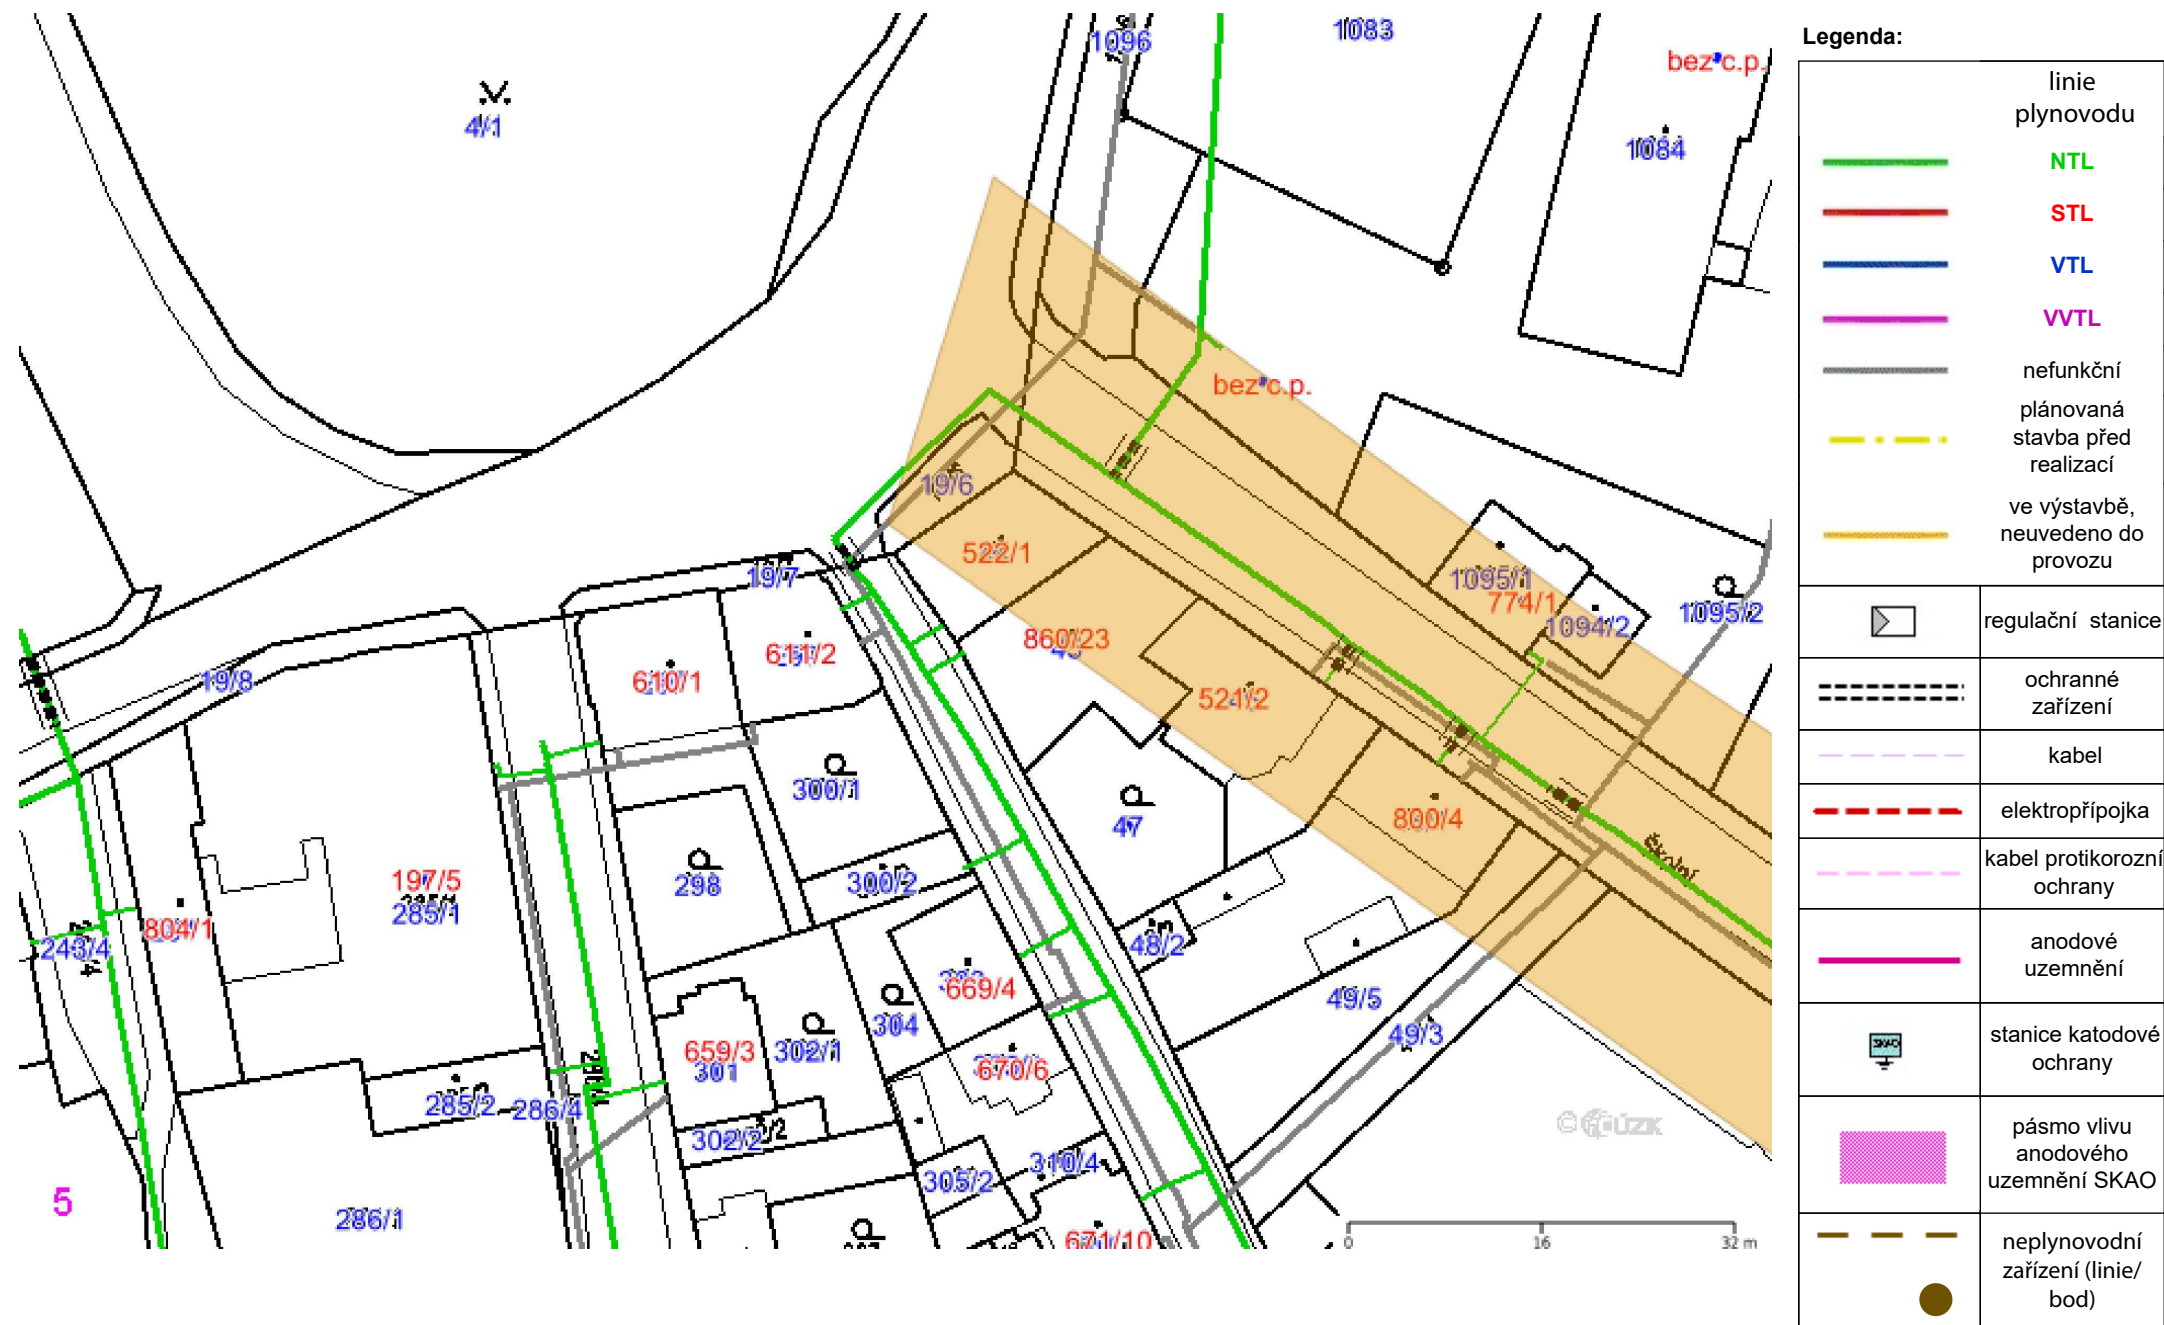 1096
1083
bez c.p.
4/1
1084
bez c.p.
19/6
522/1
19/7
1095/1
774/1
1094/2
1095/2
860/23
611/2
610/1
19/8
521/2
300/1
47
800/4
Školní
197/5
285/1
298
300/2
804/1
243/4
48/2
669/4
304
49/5
49/3
659/3
301
302/1
670/6
285/2
286/4
302/2
310/4
305/2
5
286/1
671/10
0 16 32 m
Legenda:
linie
plynovodu
NTL
STL
VTL
VVTL
nefunkční
plánovaná
stavba před
realizací
ve výstavbě,
neuvedeno do
provozu
regulační stanice
ochranné
zařízení
kabel
elektropřípojka
kabel protikorozní
ochrany
anodové
uzemnění
SKAO
stanice katodové
ochrany
pásmo vlivu
anodového
uzemnění SKAO
neplynovodní
zařízení (linie/
bod)